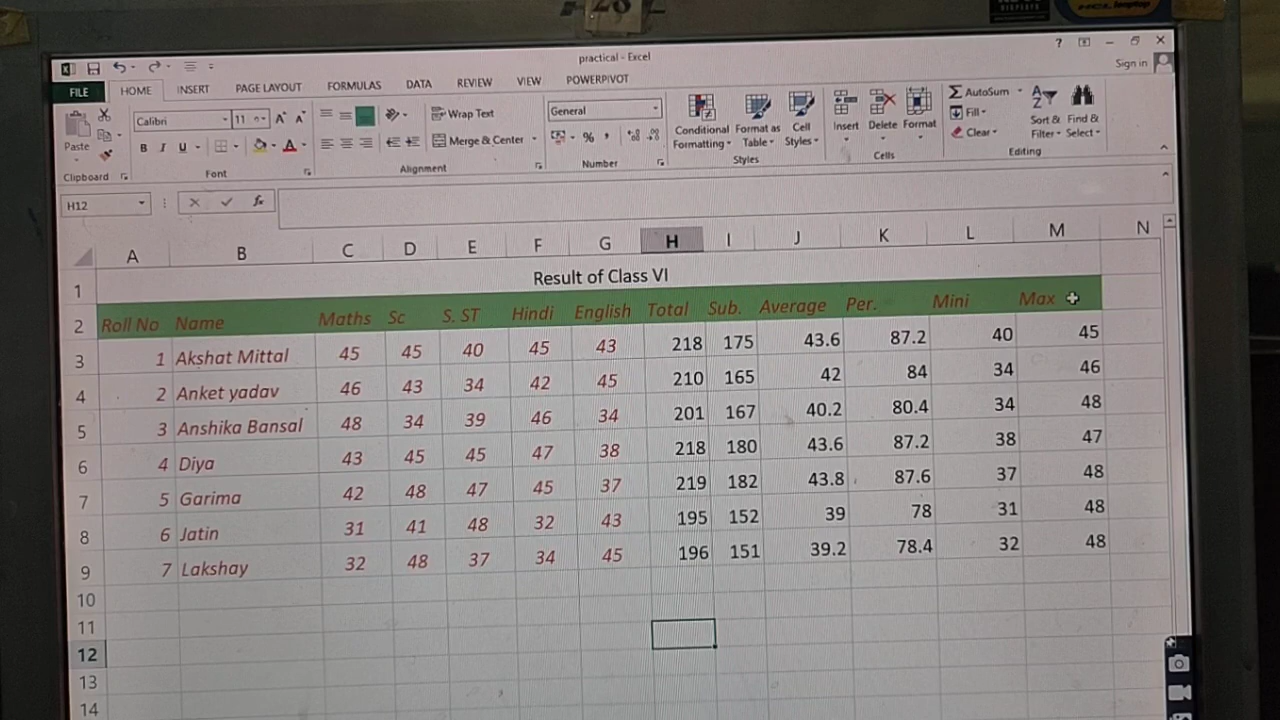 practical - Excel
? Sign in
FILE HOME INSERT PAGE LAYOUT FORMULAS DATA REVIEW VIEW POWERPIVOT
Paste
Clipboard
Calibri 11
B I U
Font
Wrap Text
Merge & Center
Alignment
General
% ,
Number
Conditional Formatting
Format as Table
Cell Styles
Styles
Insert Delete Format
Cells
AutoSum
Fill
Clear
Sort & Filter
Find & Select
Editing
H12 fx
A B C D E F G H I J K L M N
1 Result of Class VI
2 Roll No Name Maths Sc S. ST Hindi English Total Sub. Average Per. Mini Max
3 1 Akshat Mittal 45 45 40 45 43 218 175 43.6 87.2 40 45
4 2 Anket yadav 46 43 34 42 45 210 165 42 84 34 46
5 3 Anshika Bansal 48 34 39 46 34 201 167 40.2 80.4 34 48
6 4 Diya 43 45 45 47 38 218 180 43.6 87.2 38 47
7 5 Garima 42 48 47 45 37 219 182 43.8 87.6 37 48
8 6 Jatin 31 41 48 32 43 195 152 39 78 31 48
9 7 Lakshay 32 48 37 34 45 196 151 39.2 78.4 32 48
10
11
12
13
14